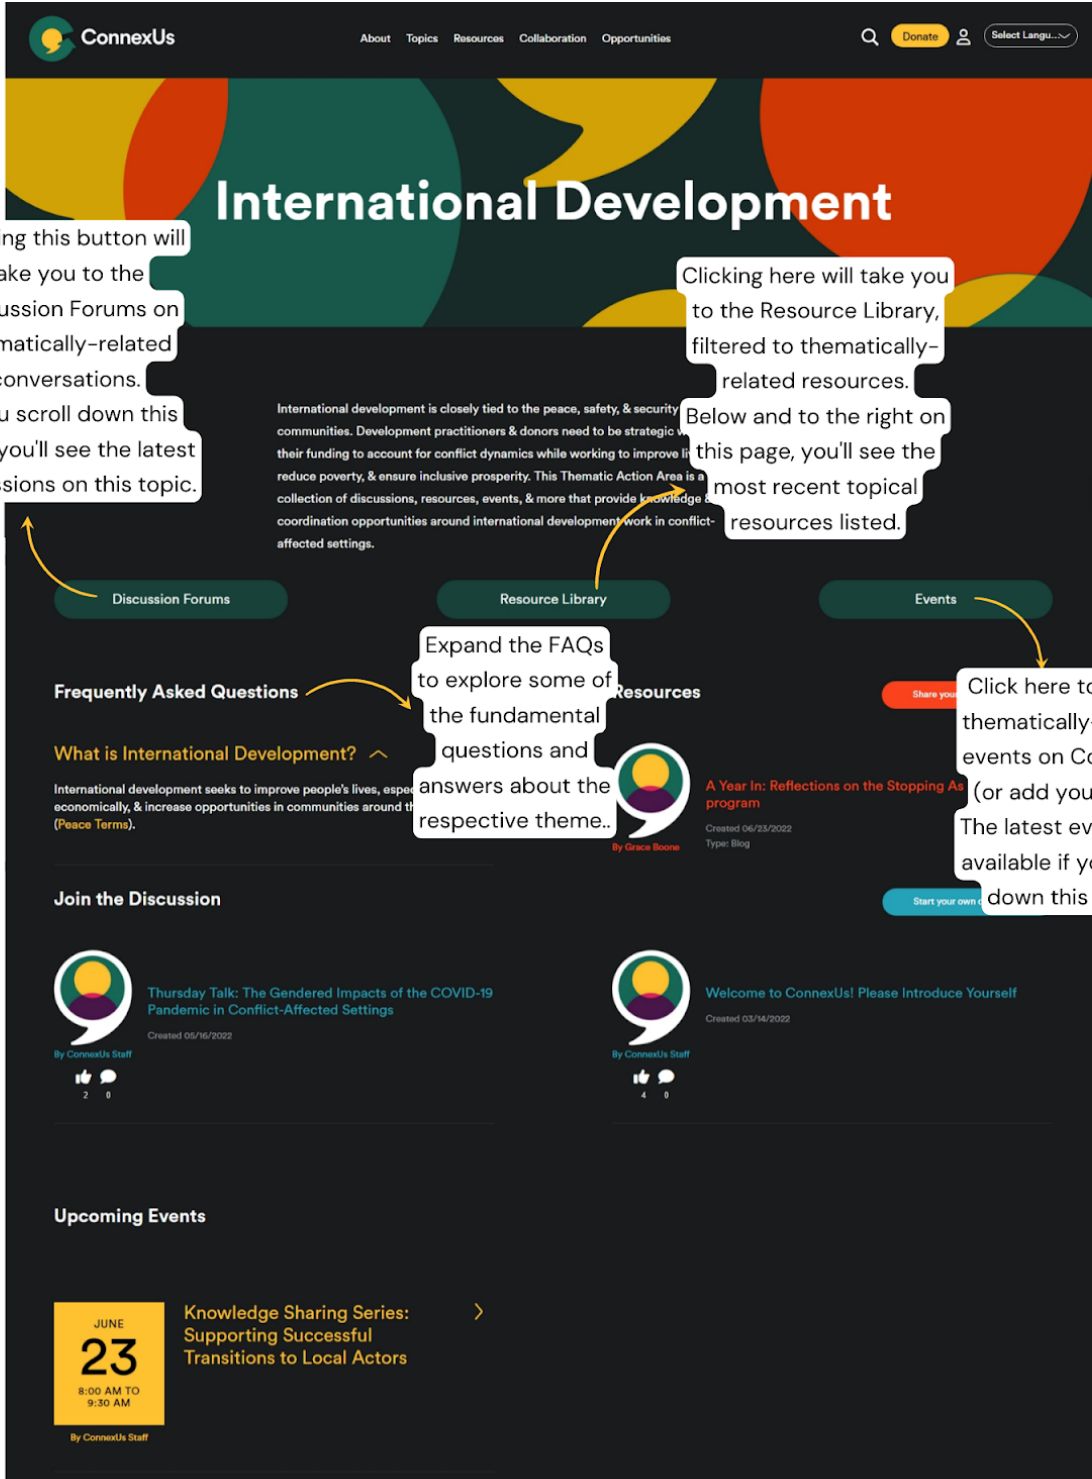 ConnexUs
About Topics Resources Collaboration Opportunities
Donate
Select Langu...
International Development
ing this button will
ake you to the
ussion Forums on
matically-related
conversations.
u scroll down this
you'll see the latest
ssions on this topic.
Clicking here will take you
to the Resource Library,
filtered to thematically-
related resources.
Below and to the right on
this page, you'll see the
most recent topical
resources listed.
International development is closely tied to the peace, safety, & security
communities. Development practitioners & donors need to be strategic
their funding to account for conflict dynamics while working to improve
reduce poverty, & ensure inclusive prosperity. This Thematic Action Area is a
collection of discussions, resources, events, & more that provide knowledge &
coordination opportunities around international development work in conflict-
affected settings.
Discussion Forums
Resource Library
Events
Expand the FAQs
to explore some of
the fundamental
questions and
answers about the
respective theme..
Click here to
thematically-
events on Co
(or add you
The latest ev
available if yo
down this
Frequently Asked Questions
What is International Development?
International development seeks to improve people's lives, espe
economically, & increase opportunities in communities around th
(Peace Terms).
Resources
Share your
A Year In: Reflections on the Stopping As
program
Created 06/23/2022
Type: Blog
By Grace Boone
Join the Discussion
Start your own
Thursday Talk: The Gendered Impacts of the COVID-19
Pandemic in Conflict-Affected Settings
Created 05/16/2022
By ConnexUs Staff
2 0
Welcome to ConnexUs! Please Introduce Yourself
Created 03/14/2022
By ConnexUs Staff
4 0
Upcoming Events
JUNE
23
8:00 AM TO
9:30 AM
By ConnexUs Staff
Knowledge Sharing Series:
Supporting Successful
Transitions to Local Actors